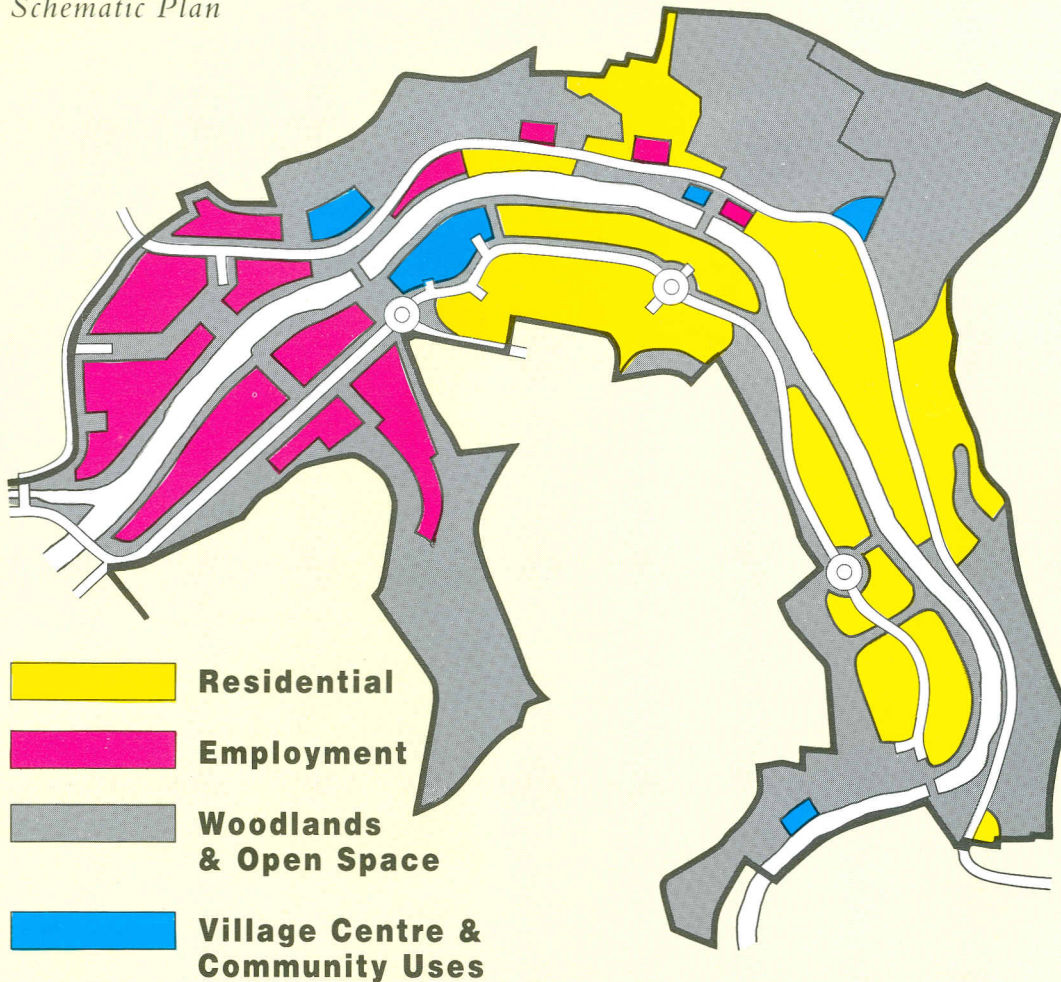 Schematic Plan
Residential
Employment
Woodlands
& Open Space
Village Centre &
Community Uses